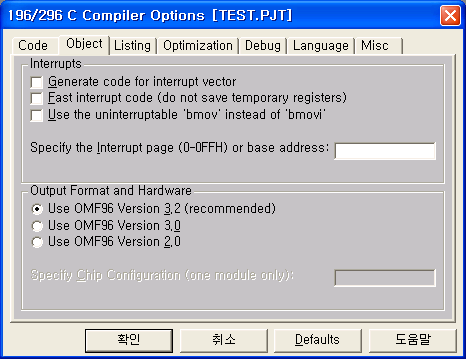 196/296 C Compiler Options [TEST.PJT]
Code Object Listing Optimization Debug Language Misc
Interrupts
Generate code for interrupt vector
Fast interrupt code (do not save temporary registers)
Use the uninterruptable 'bmov' instead of 'bmovi'
Specify the Interrupt page (0-0FFH) or base address:
Output Format and Hardware
Use OMF96 Version 3,2 (recommended)
Use OMF96 Version 3,0
Use OMF96 Version 2,0
Specify Chip Configuration (one module only):
확인 취소 Defaults 도움말